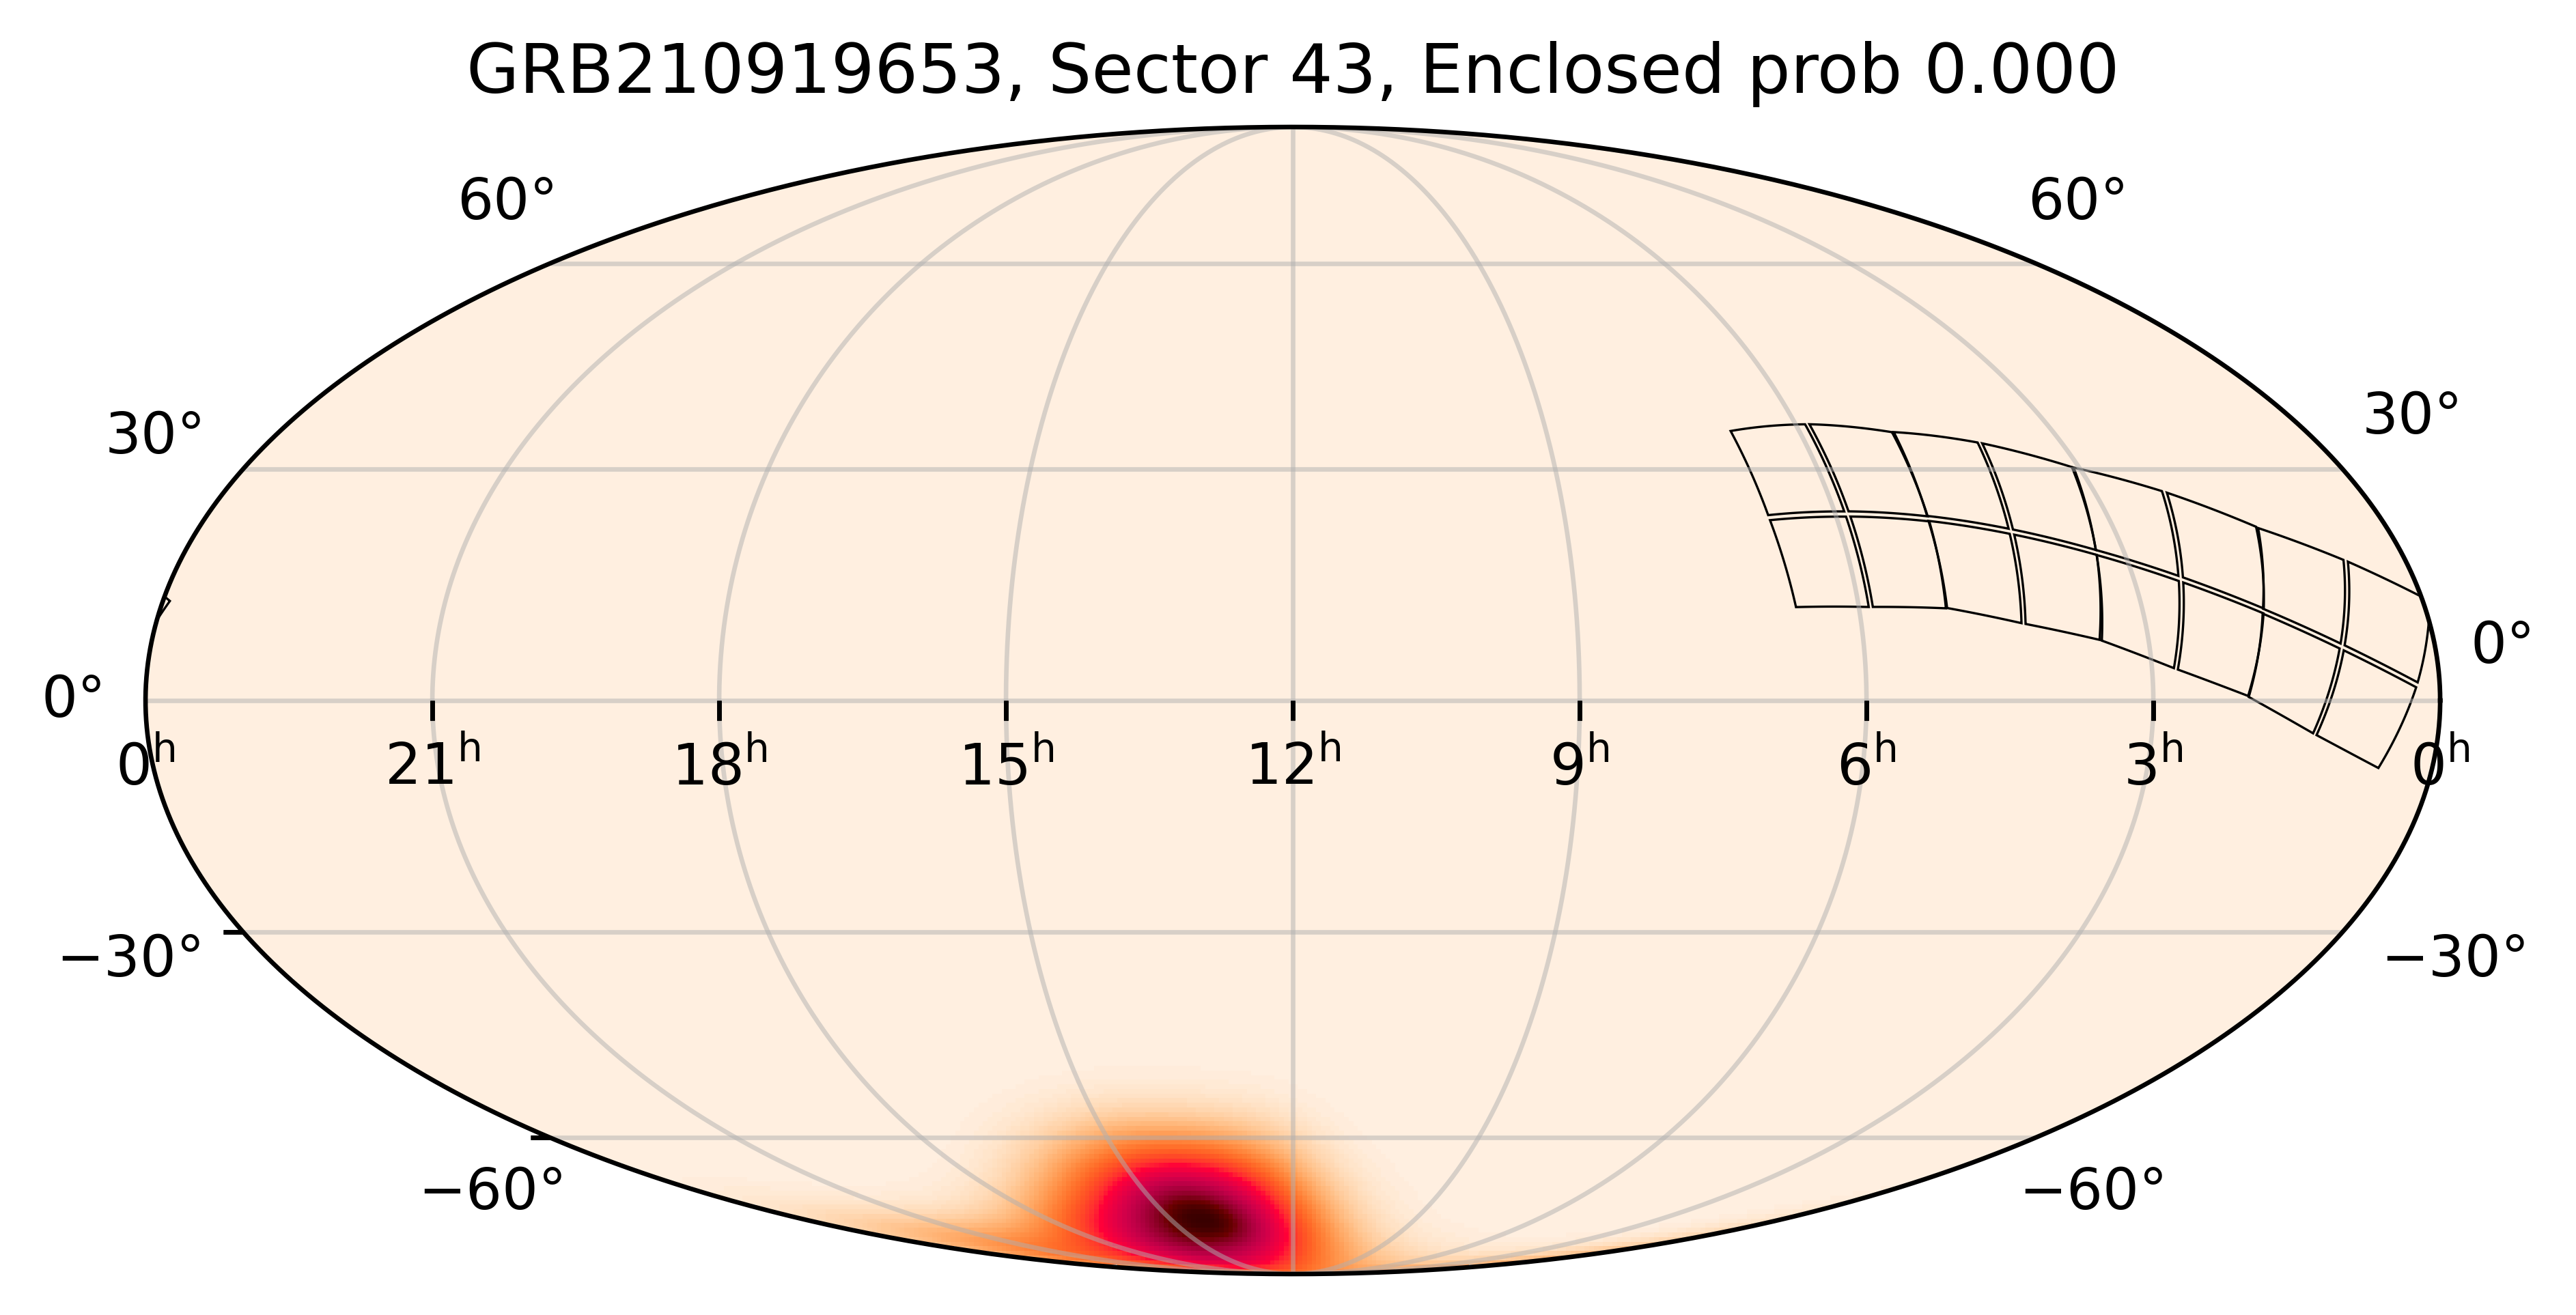 GRB210919653, Sector 43, Enclosed prob 0.000
60° 60°
30° 30°
0° 0°
0h 21h 18h 15h 12h 9h 6h 3h 0h
−30° −30°
−60° −60°